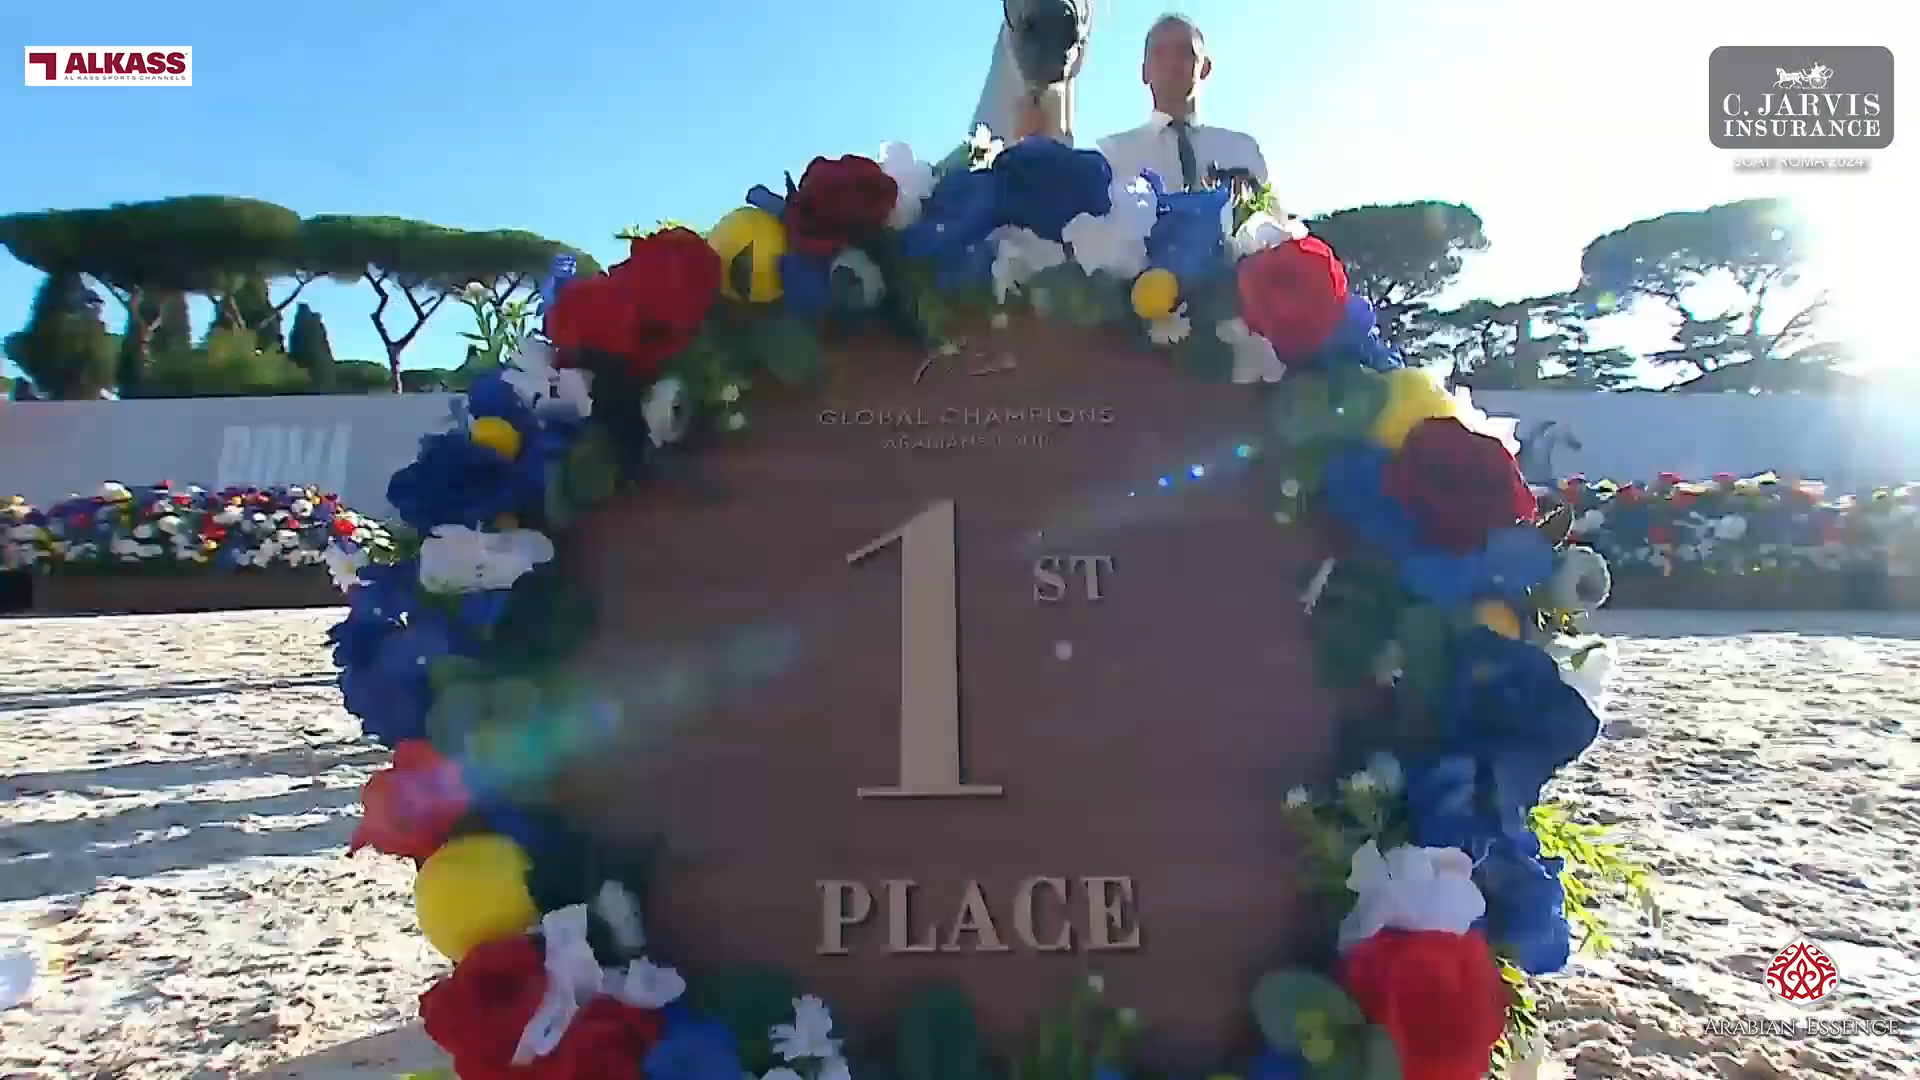 ALKASS
AL KASS SPORTS CHANNELS
C. JARVIS
INSURANCE
GCAT ROMA 2024
ROMA
GLOBAL CHAMPIONS
ARABIANS TOUR
1ST
PLACE
ARABIAN ESSENCE